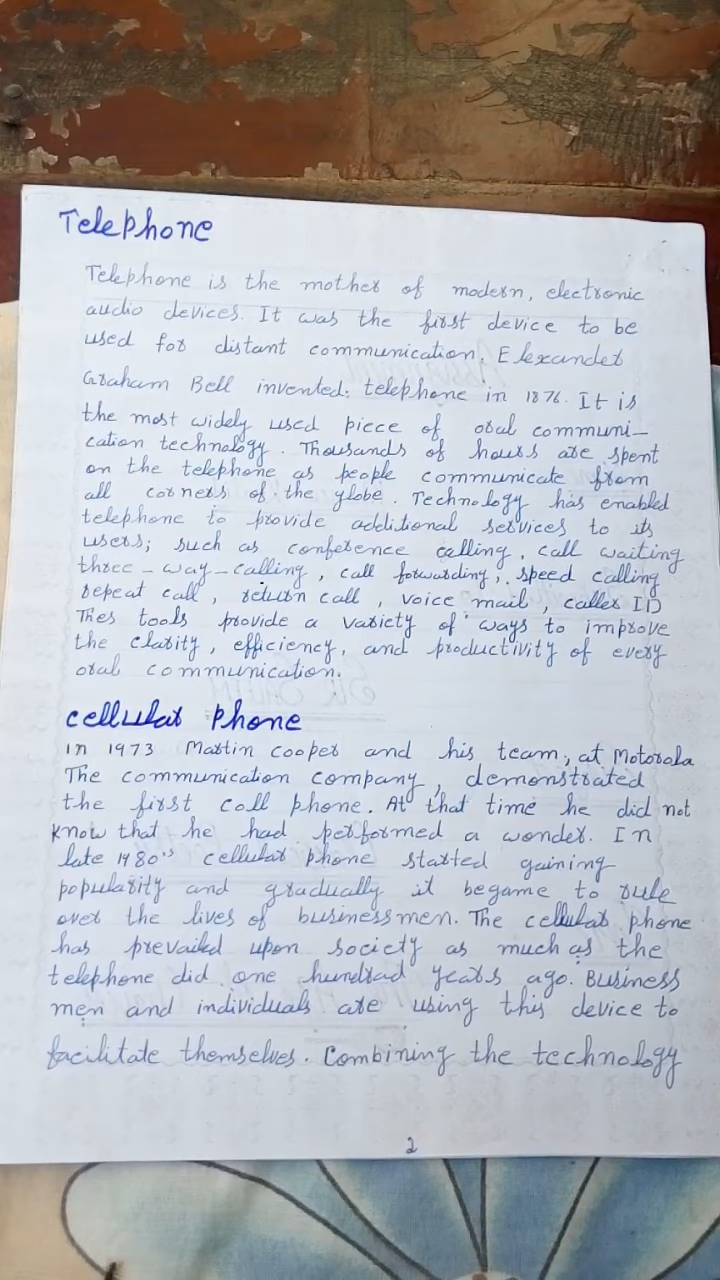 Telephone
Telephone is the mother of modern, electronic
audio devices. It was the first device to be
used for distant communication. Elexander
Graham Bell invented; telephone in 1876. It is
the most widely used piece of oral communi-
cation technology. Thousands of hours are spent
on the telephone as people communicate from
all corners of the globe. Technology has enabled
telephone to provide additional services to its
users; such as conference calling, call waiting
three-way-calling, call forwarding, speed calling
repeat call, return call, voice mail, caller ID
Thes tools provide a variety of ways to improve
the clarity, efficiency, and productivity of every
oral communication.
cellular phone
in 1973 Martin cooper and his team, at Motorola
The communication company, demonstrated
the first coll phone. At that time he did not
know that he had performed a wonder. In
late 1980's cellular phone started gaining
popularity and gradually it begame to rule
over the lives of businessmen. The cellular phone
has prevailed upon society as much as the
telephone did one hundrad years ago. Business
men and individuals are using this device to
facilitate themselves. Combining the technology
2